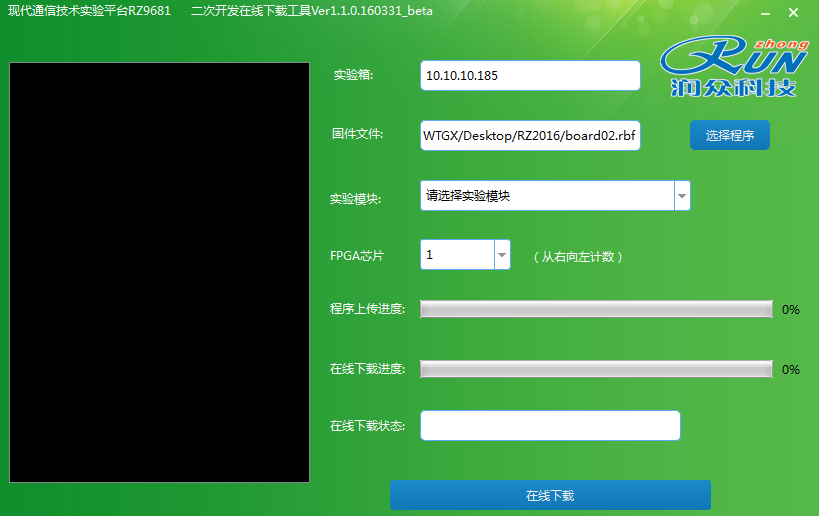 现代通信技术实验平台RZ9681 二次开发在线下载工具Ver1.1.0.160331_beta
zhong
RUN
润众科技
实验箱: 10.10.10.185
固件文件: WTGX/Desktop/RZ2016/board02.rbf 选择程序
实验模块: 请选择实验模块
FPGA芯片 1 （从右向左计数）
程序上传进度: 0%
在线下载进度: 0%
在线下载状态:
在线下载